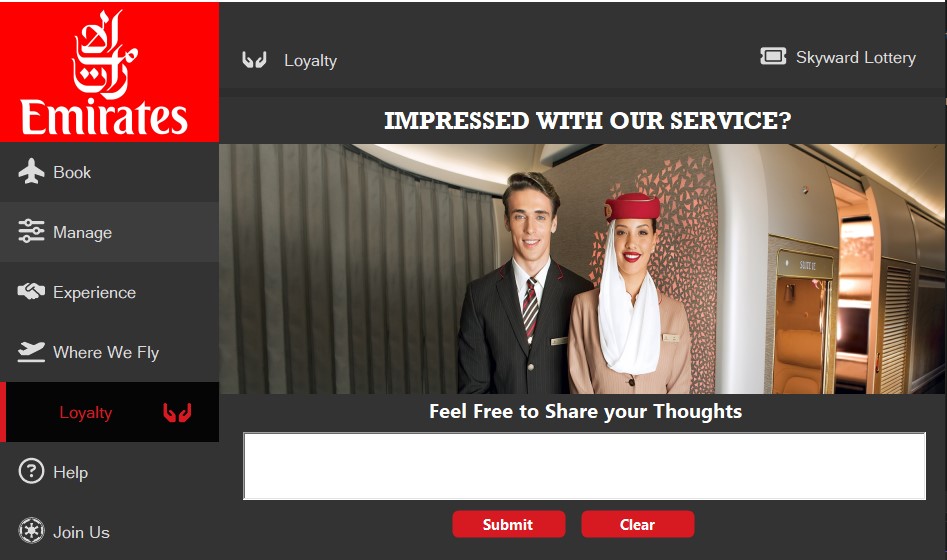 الإمارات
Emirates
Book
Manage
Experience
Where We Fly
Loyalty
Help
Join Us
Loyalty
Skyward Lottery
IMPRESSED WITH OUR SERVICE?
Feel Free to Share your Thoughts
Submit
Clear